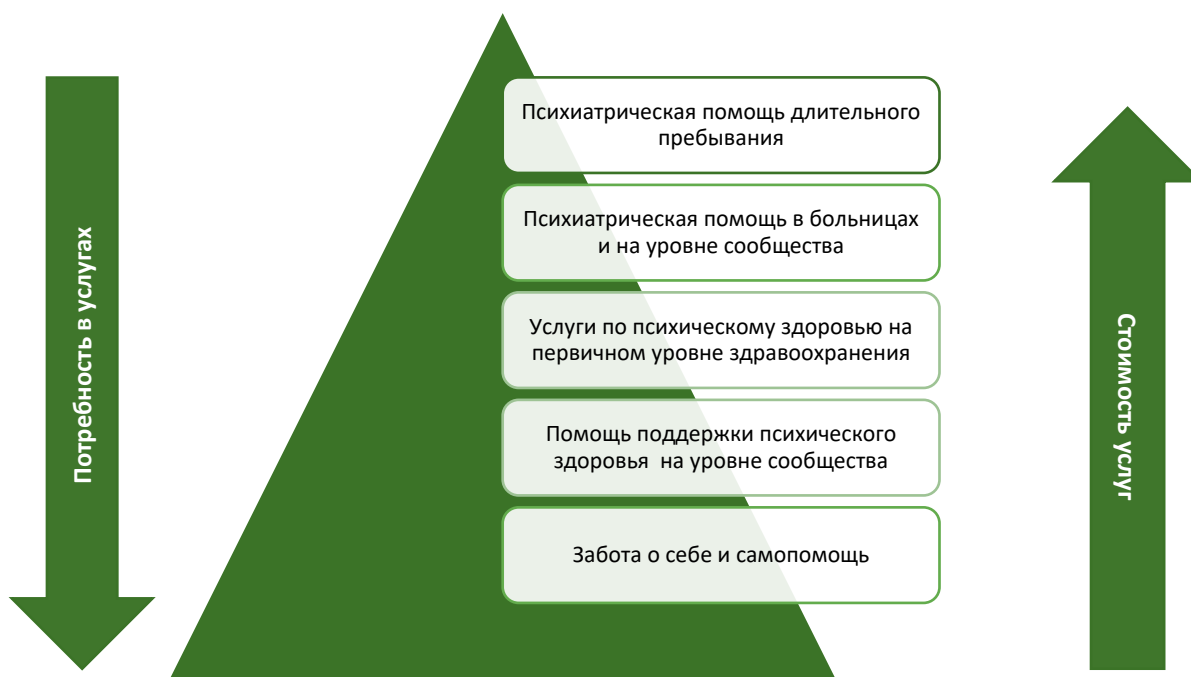 Потребность в услугах
Психиатрическая помощь длительного
пребывания
Психиатрическая помощь в больницах
и на уровне сообщества
Услуги по психическому здоровью на
первичном уровне здравоохранения
Помощь поддержки психического
здоровья на уровне сообщества
Забота о себе и самопомощь
Стоимость услуг